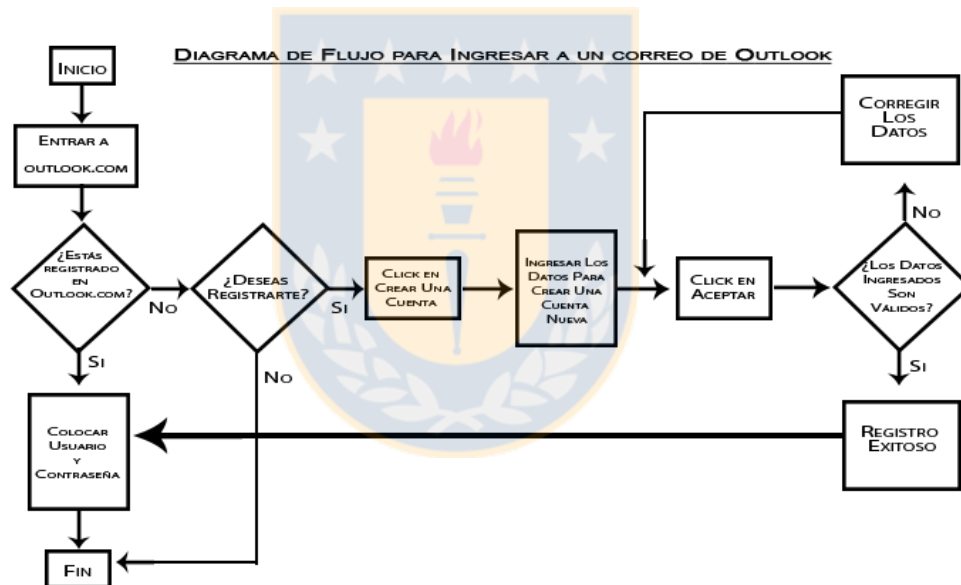 Diagrama de Flujo para Ingresar a un correo de Outlook
Inicio
Entrar a
outlook.com
¿Estás
registrado
en
Outlook.com?
No
Si
¿Deseas
Registrarte?
Si
No
Click en
Crear Una
Cuenta
Ingresar Los
Datos Para
Crear Una
Cuenta
Nueva
Click en
Aceptar
¿Los Datos
Ingresados
Son
Válidos?
No
Si
Corregir
Los
Datos
Registro
Exitoso
Colocar
Usuario
y
Contraseña
Fin